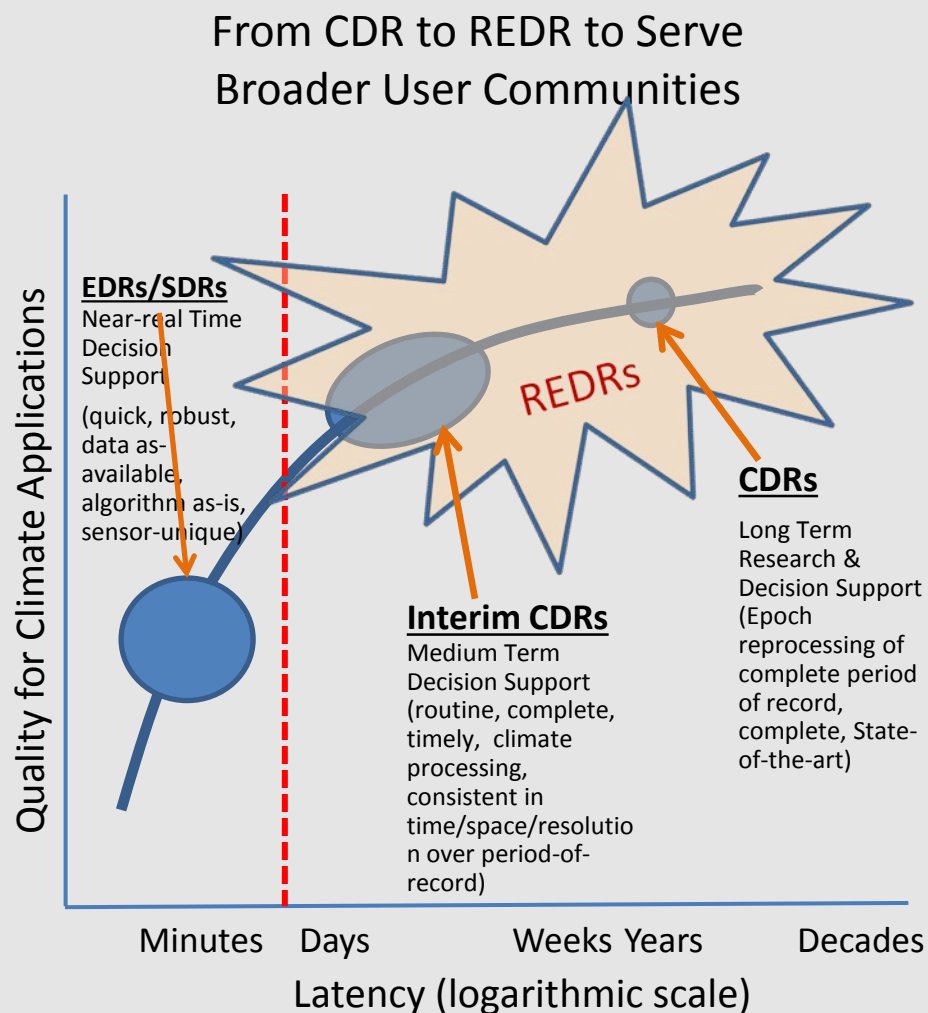 From CDR to REDR to Serve
Broader User Communities
Quality for Climate Applications
EDRs/SDRs
Near-real Time
Decision
Support
(quick, robust,
data as-
available,
algorithm as-is,
sensor-unique)
REDRs
Interim CDRs
Medium Term
Decision Support
(routine, complete,
timely, climate
processing,
consistent in
time/space/resolutio
n over period-of-
record)
CDRs
Long Term
Research &
Decision Support
(Epoch
reprocessing of
complete period
of record,
complete, State-
of-the-art)
Minutes Days Weeks Years Decades
Latency (logarithmic scale)